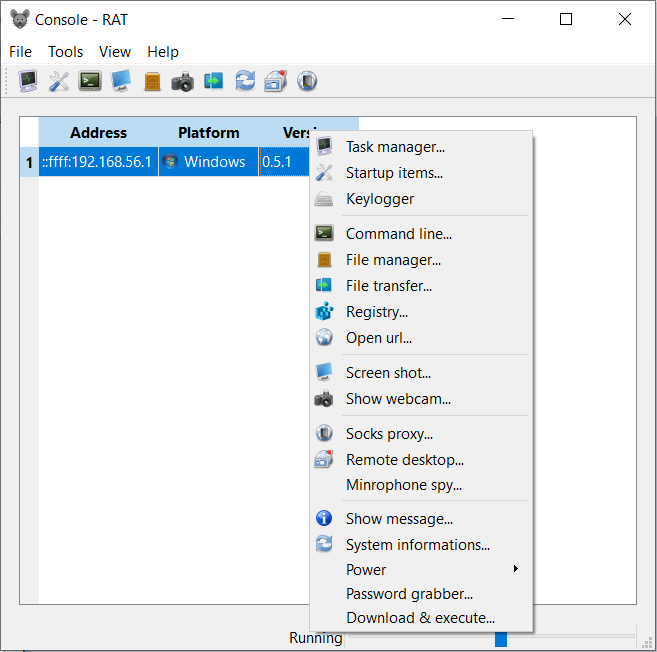 Console - RAT
File Tools View Help
Address Platform Vers
1 ::ffff:192.168.56.1 Windows 0.5.1
Task manager...
Startup items...
Keylogger
Command line...
File manager...
File transfer...
Registry...
Open url...
Screen shot...
Show webcam...
Socks proxy...
Remote desktop...
Minrophone spy...
Show message...
System informations...
Power
Password grabber...
Download & execute...
Running